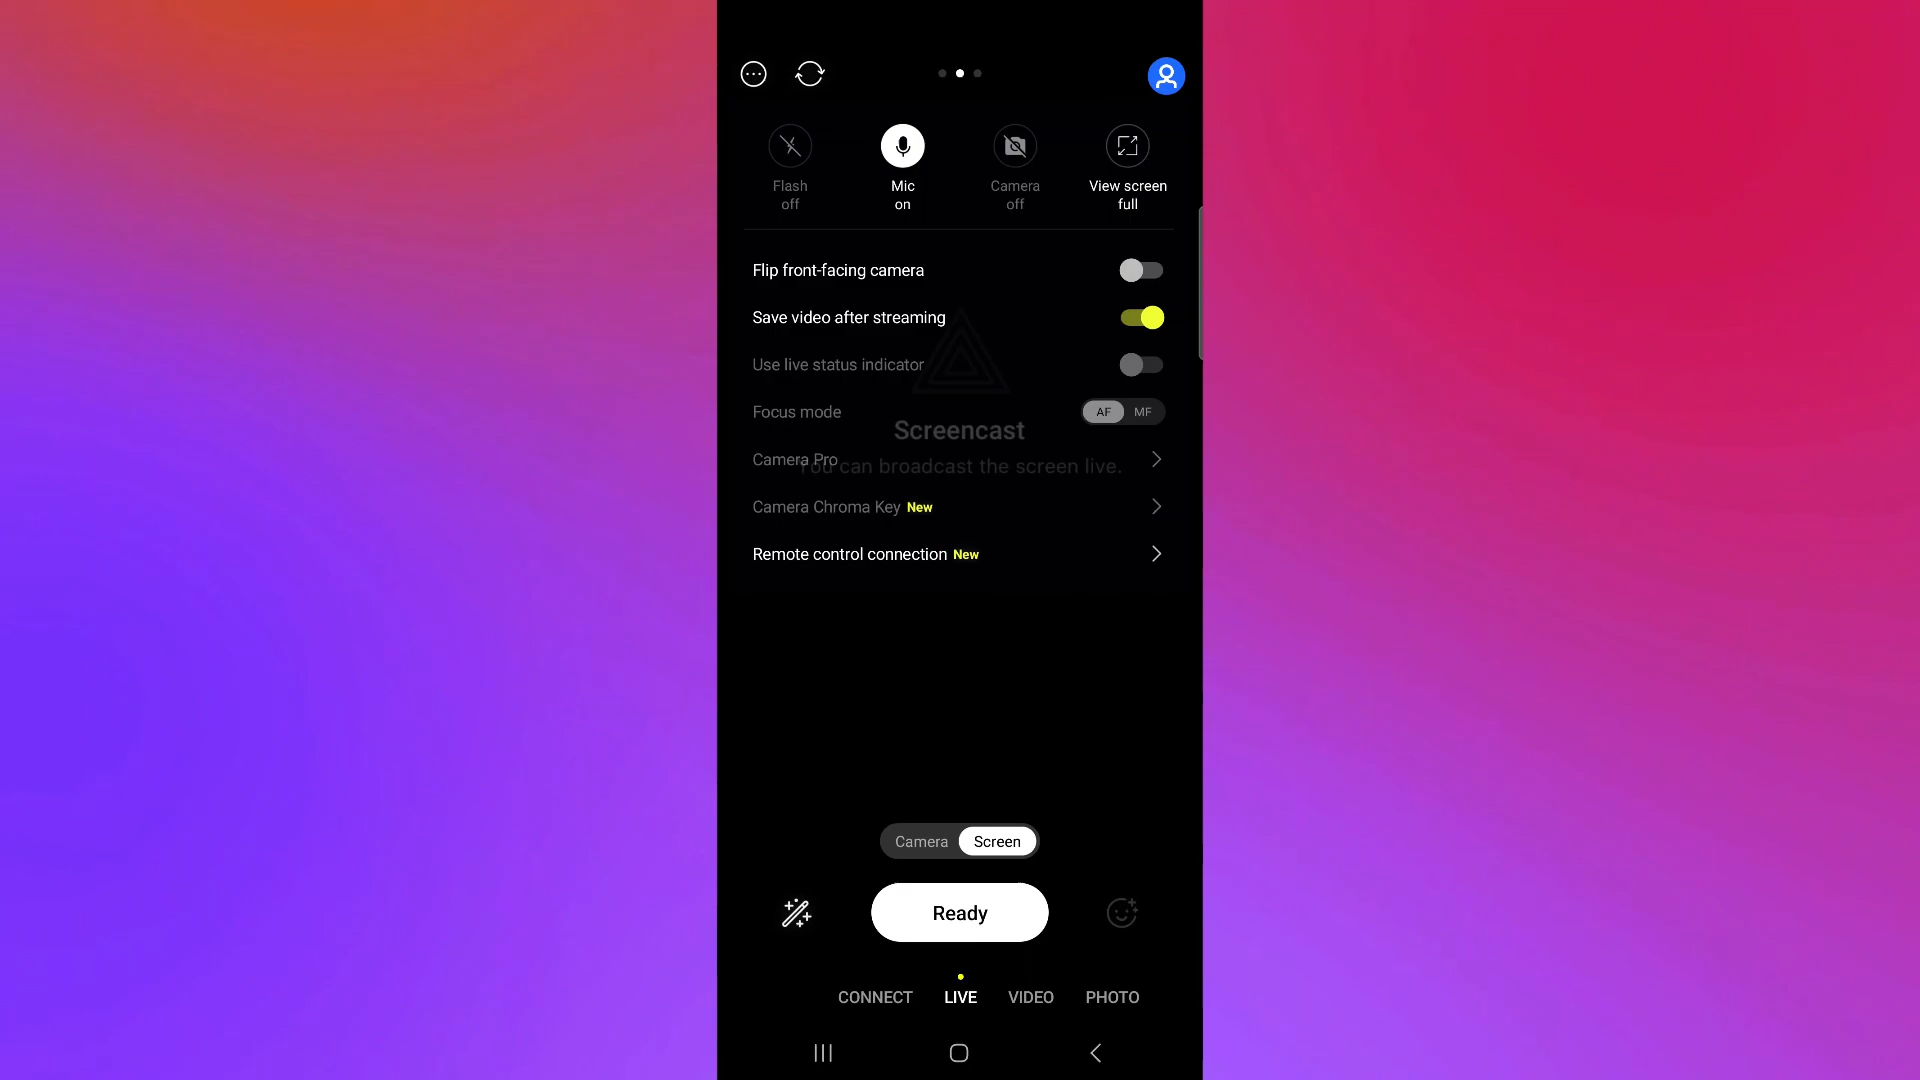 Flash
off
Mic
on
Camera
off
View screen
full
Flip front-facing camera
Save video after streaming
Use live status indicator
Focus mode
AF MF
Screencast
Camera Pro
You can broadcast the screen live.
Camera Chroma Key New
Remote control connection New
Camera Screen
Ready
CONNECT LIVE VIDEO PHOTO